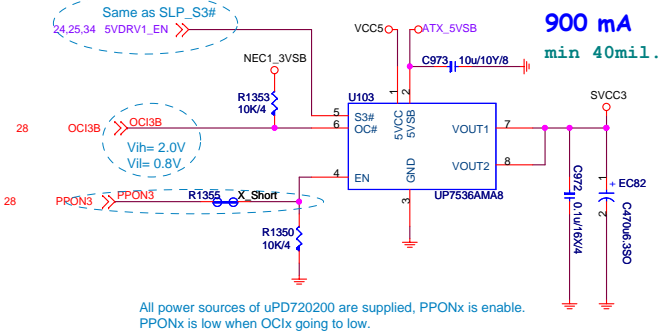 Same as SLP_S3#
24,25,34 5VDRV1_EN
VCC5
ATX_5VSB
900 mA
min 40mil.
C973 10u/10Y/8
NEC1_3VSB
SVCC3
R1353
10K/4
U103
1
2
5
6
4
3
7
8
S3#
OC#
EN
5VCC
5VSB
GND
VOUT1
VOUT2
UP7536AMA8
28 OCI3B OCI3B
Vih= 2.0V
Vil= 0.8V
28 PPON3 PPON3
R1355 X_Short
R1350
10K/4
C972 0.1u/16X/4
1
+ EC82
2
C470u6.3SO
All power sources of uPD720200 are supplied, PPONx is enable.
PPONx is low when OCIx going to low.